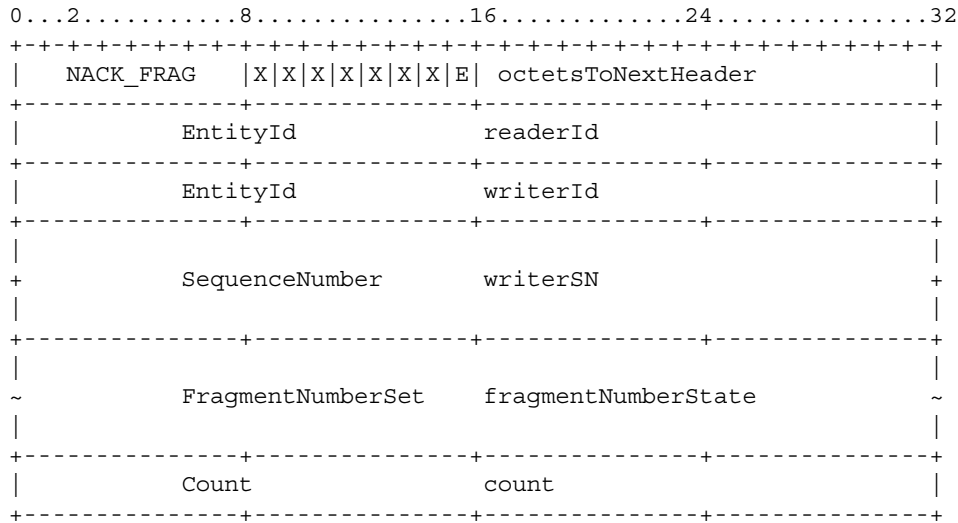 0...2...........8...............16.............24...............32
+-+-+-+-+-+-+-+-+-+-+-+-+-+-+-+-+-+-+-+-+-+-+-+-+-+-+-+-+-+-+-+-+
|   NACK_FRAG   |X|X|X|X|X|X|X|E| octetsToNextHeader            |
+---------------+---------------+---------------+---------------+
|           EntityId             readerId                       |
+---------------+---------------+---------------+---------------+
|           EntityId             writerId                       |
+---------------+---------------+---------------+---------------+
|                                                               |
+           SequenceNumber       writerSN                       +
|                                                               |
+---------------+---------------+---------------+---------------+
|                                                               |
~           FragmentNumberSet    fragmentNumberState            ~
|                                                               |
+---------------+---------------+---------------+---------------+
|           Count                count                          |
+---------------+---------------+---------------+---------------+